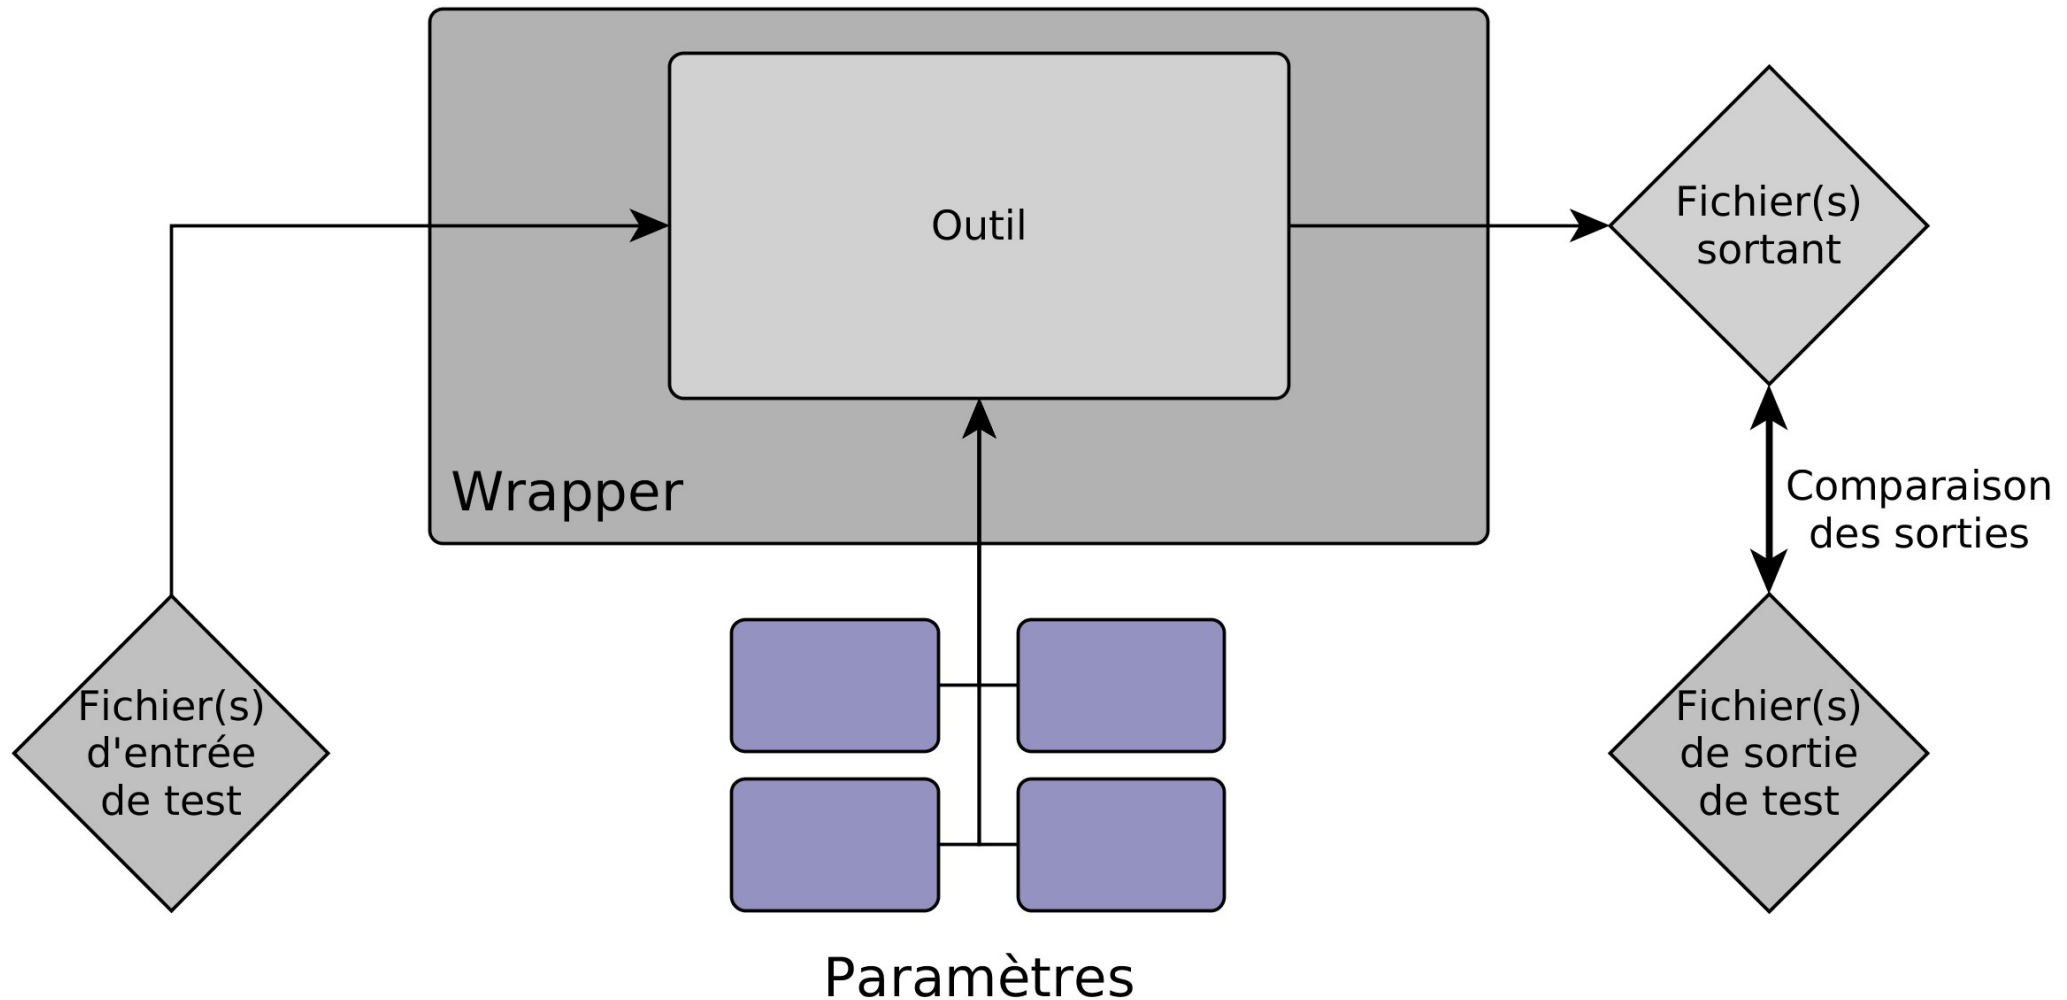 Outil
Fichier(s)
sortant
Wrapper
Comparaison
des sorties
Fichier(s)
d'entrée
de test
Fichier(s)
de sortie
de test
Paramètres